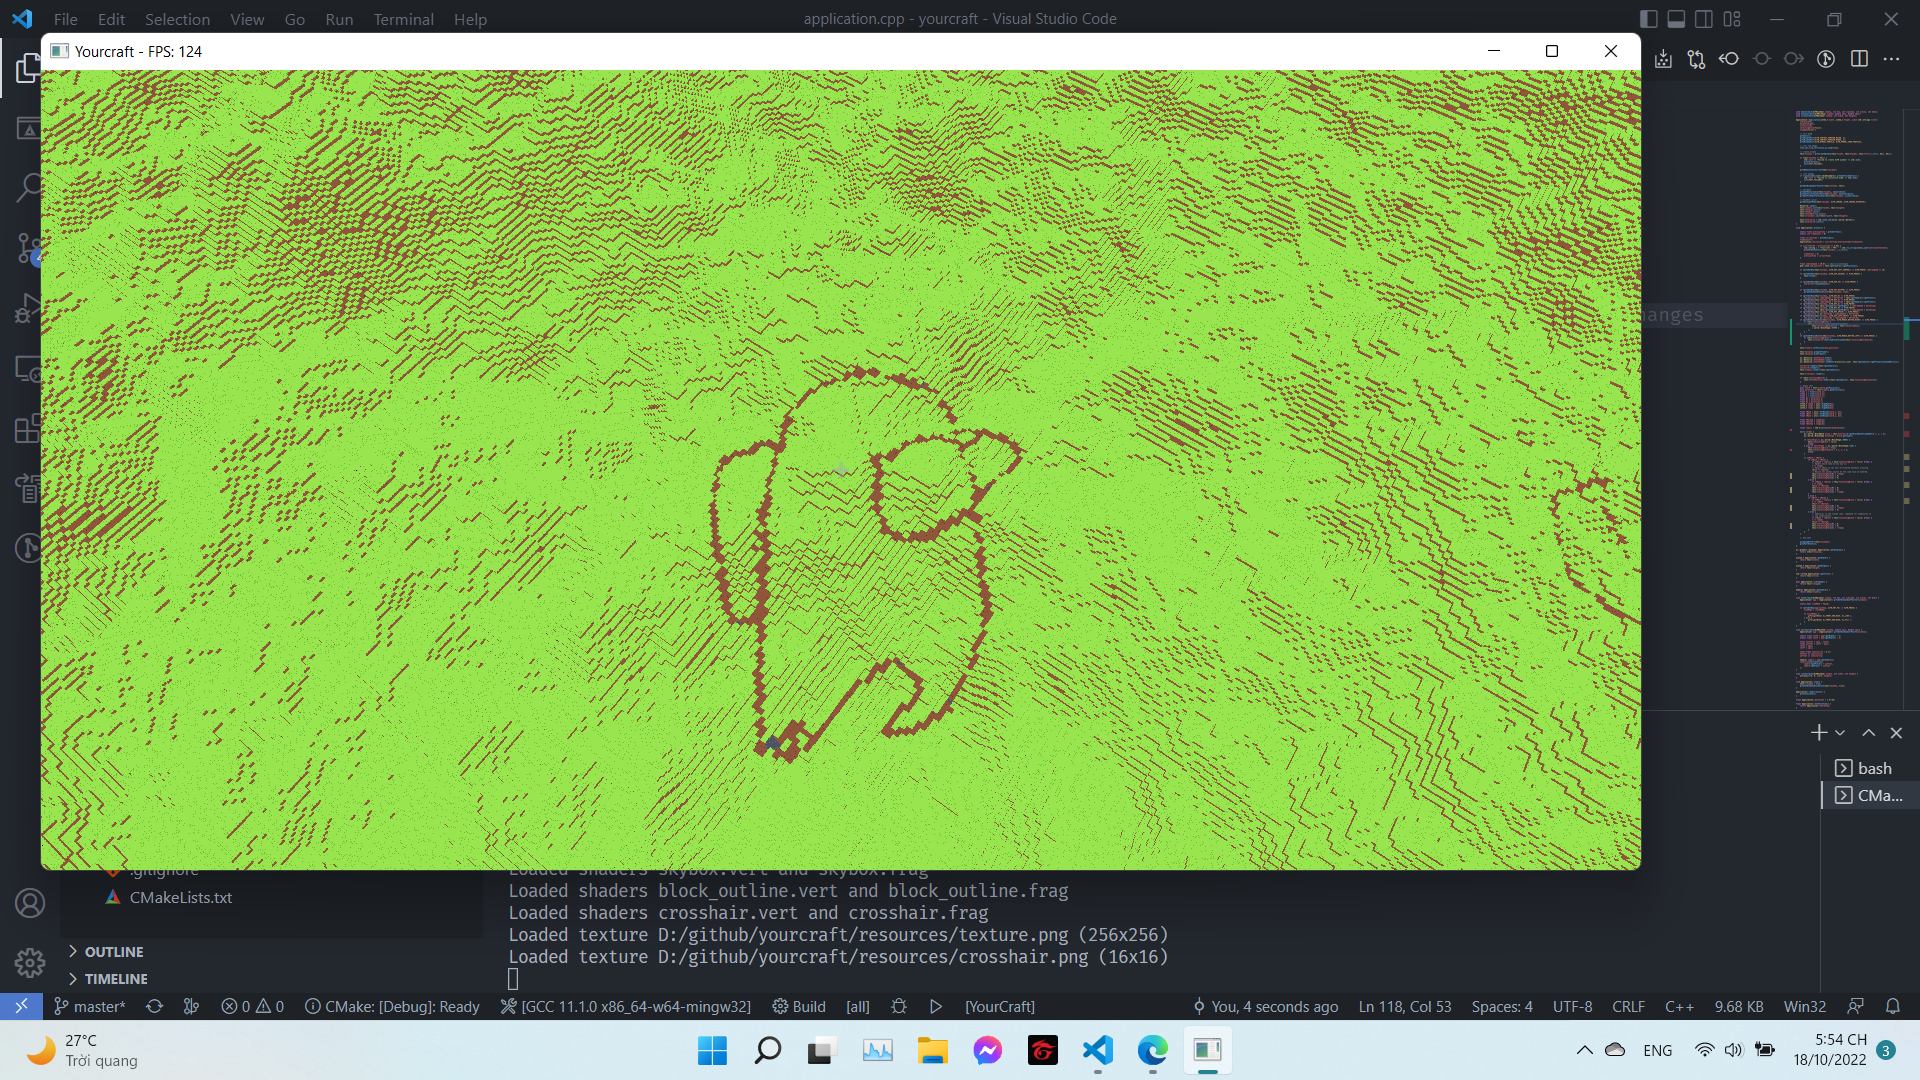 File Edit Selection View Go Run Terminal Help
application.cpp - yourcraft - Visual Studio Code
Yourcraft - FPS: 124
anges
bash
CMa...
.gitignore
CMakeLists.txt
OUTLINE
TIMELINE
Loaded shaders skybox.vert and skybox.frag
Loaded shaders block_outline.vert and block_outline.frag
Loaded shaders crosshair.vert and crosshair.frag
Loaded texture D:/github/yourcraft/resources/texture.png (256x256)
Loaded texture D:/github/yourcraft/resources/crosshair.png (16x16)
master* 0 0 CMake: [Debug]: Ready [GCC 11.1.0 x86_64-w64-mingw32] Build [all] [YourCraft] You, 4 seconds ago Ln 118, Col 53 Spaces: 4 UTF-8 CRLF C++ 9.68 KB Win32
27°C
Trời quang
ENG
5:54 CH
18/10/2022
3